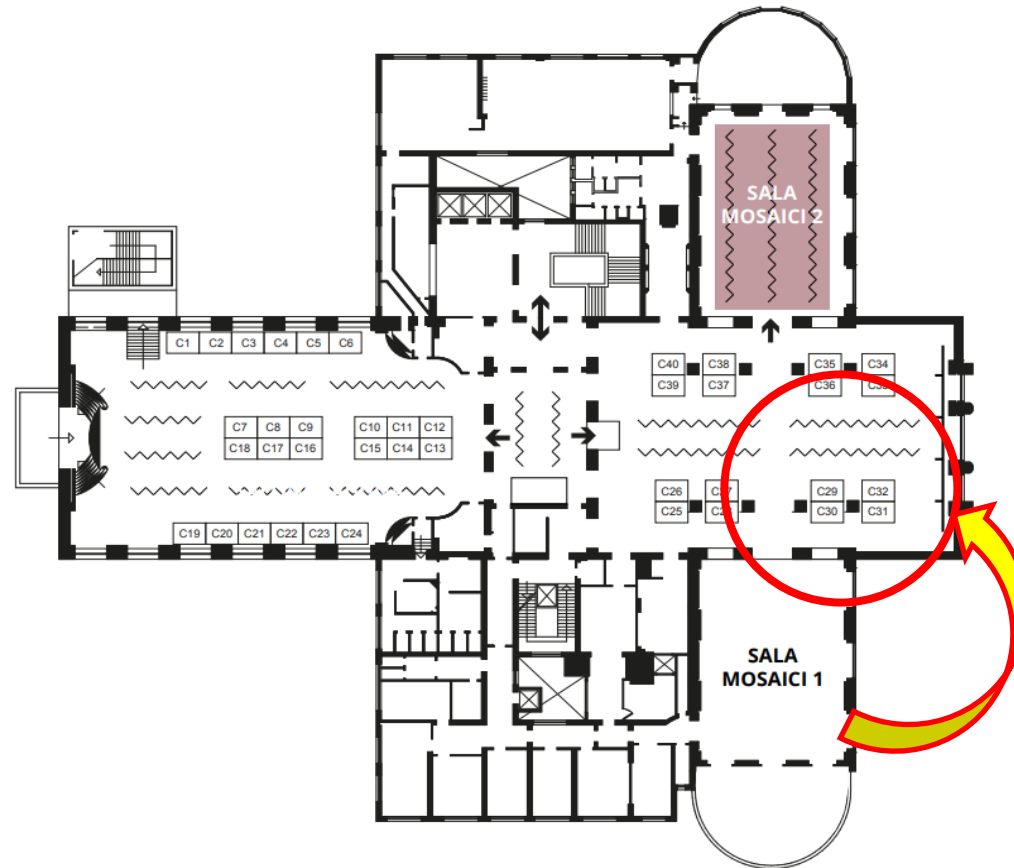 SALA
MOSAICI 2
C1 C2 C3 C4 C5 C6
C40 C38 C35 C34
C39 C37 C36
C7 C8 C9 C10 C11 C12
C18 C17 C16 C15 C14 C13
C26 C29 C32
C25 C30 C31
C19 C20 C21 C22 C23 C24
SALA
MOSAICI 1